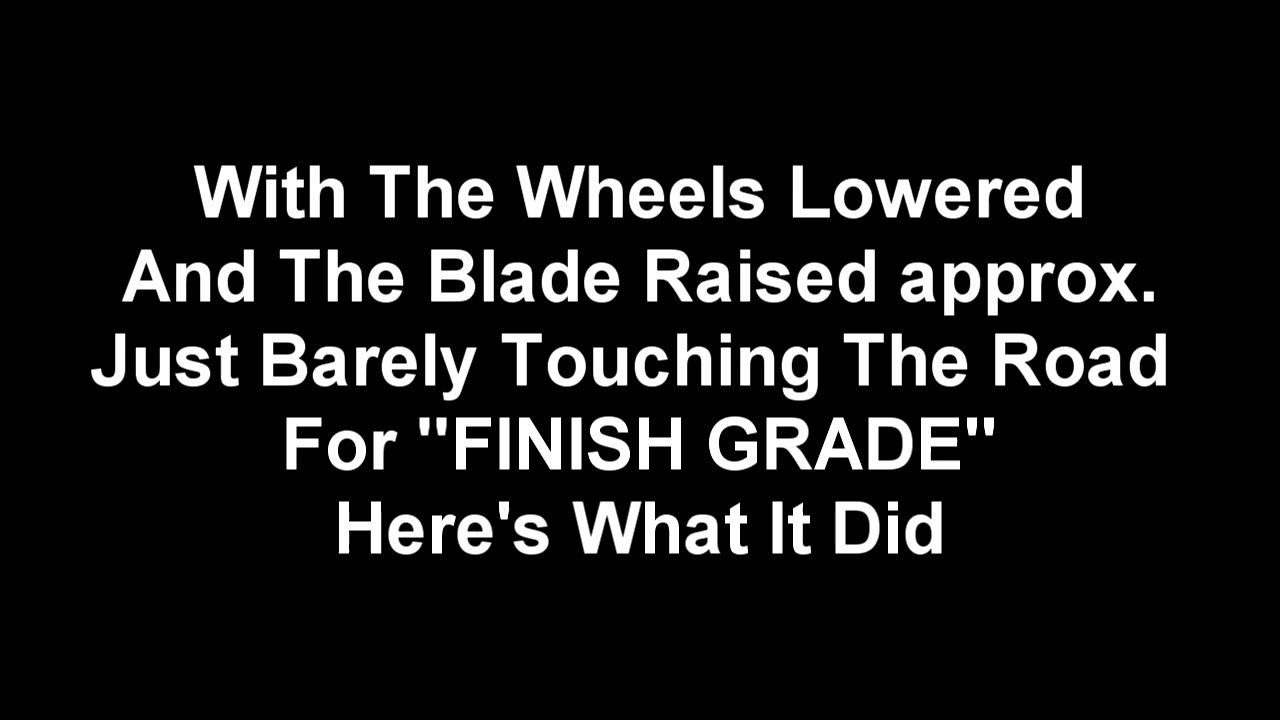 With The Wheels Lowered
And The Blade Raised approx.
Just Barely Touching The Road
For "FINISH GRADE"
Here's What It Did